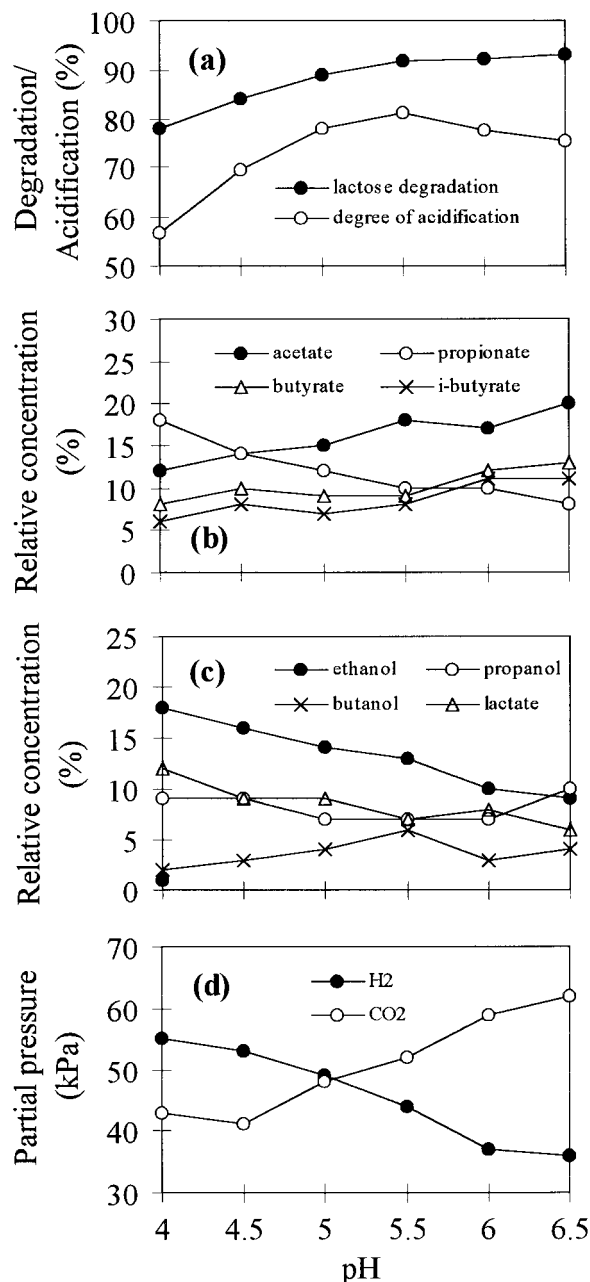 Degradation/
Acidification (%)
100
90
80
70
60
50
(a)
lactose degradation
degree of acidification
Relative concentration
(%)
30
25
20
15
10
5
0
acetate
propionate
butyrate
i-butyrate
(b)
Relative concentration
(%)
25
20
15
10
5
0
(c)
ethanol
propanol
butanol
lactate
Partial pressure
(kPa)
70
60
50
40
30
(d)
H2
CO2
4 4.5 5 5.5 6 6.5
pH